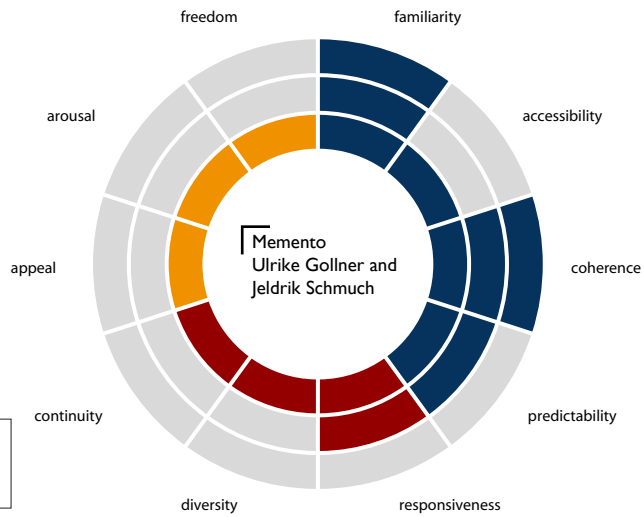 freedom
familiarity
arousal
accessibility
Memento
Ulrike Gollner and
Jeldrik Schmuch
appeal
coherence
continuity
predictability
diversity
responsiveness